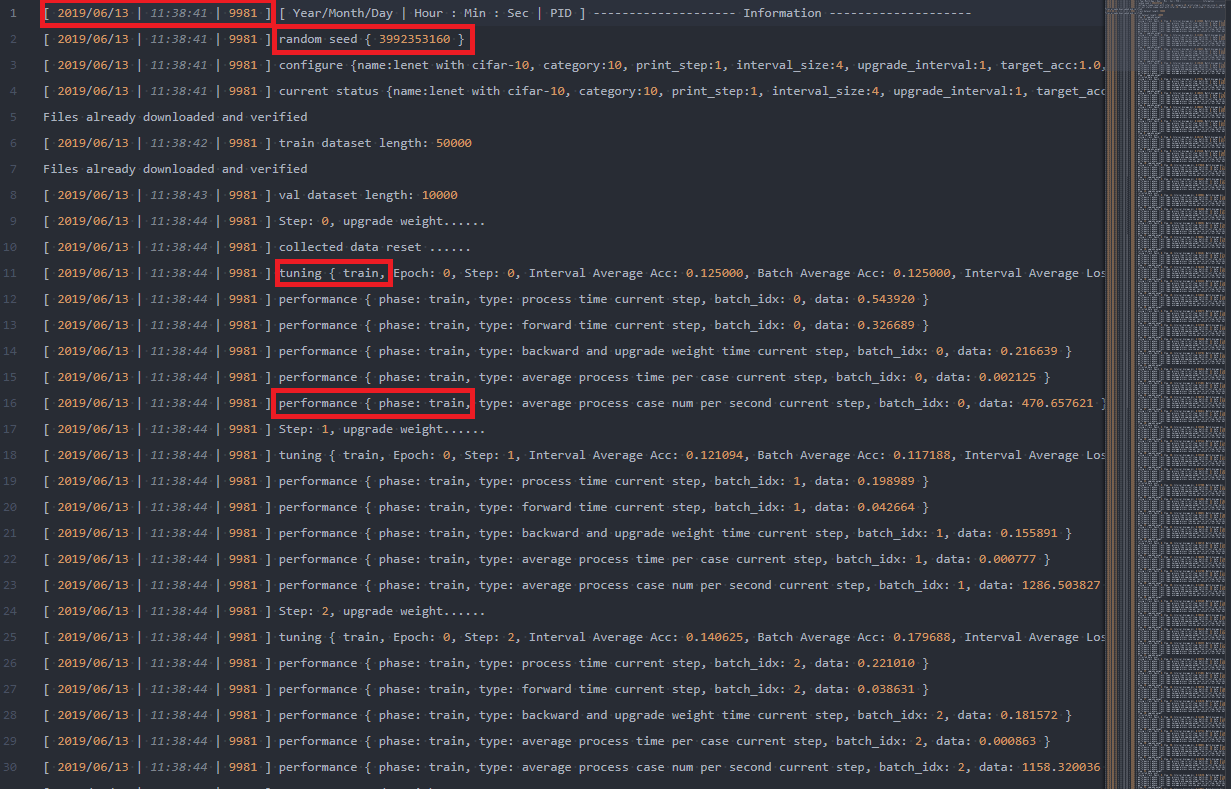 1 [ 2019/06/13 | 11:38:41 | 9981 ] [ Year/Month/Day | Hour : Min : Sec | PID ] -------------------- Information --------------------
2 [ 2019/06/13 | 11:38:41 | 9981 ] random seed { 3992353160 }
3 [ 2019/06/13 | 11:38:41 | 9981 ] configure {name:lenet with cifar-10, category:10, print_step:1, interval_size:4, upgrade_interval:1, target_acc:1.0,
4 [ 2019/06/13 | 11:38:41 | 9981 ] current status {name:lenet with cifar-10, category:10, print_step:1, interval_size:4, upgrade_interval:1, target_acc
5 Files already downloaded and verified
6 [ 2019/06/13 | 11:38:42 | 9981 ] train dataset length: 50000
7 Files already downloaded and verified
8 [ 2019/06/13 | 11:38:43 | 9981 ] val dataset length: 10000
9 [ 2019/06/13 | 11:38:44 | 9981 ] Step: 0, upgrade weight......
10 [ 2019/06/13 | 11:38:44 | 9981 ] collected data reset ......
11 [ 2019/06/13 | 11:38:44 | 9981 ] tuning { train, Epoch: 0, Step: 0, Interval Average Acc: 0.125000, Batch Average Acc: 0.125000, Interval Average Los
12 [ 2019/06/13 | 11:38:44 | 9981 ] performance { phase: train, type: process time current step, batch_idx: 0, data: 0.543920 }
13 [ 2019/06/13 | 11:38:44 | 9981 ] performance { phase: train, type: forward time current step, batch_idx: 0, data: 0.326689 }
14 [ 2019/06/13 | 11:38:44 | 9981 ] performance { phase: train, type: backward and upgrade weight time current step, batch_idx: 0, data: 0.216639 }
15 [ 2019/06/13 | 11:38:44 | 9981 ] performance { phase: train, type: average process time per case current step, batch_idx: 0, data: 0.002125 }
16 [ 2019/06/13 | 11:38:44 | 9981 ] performance { phase: train, type: average process case num per second current step, batch_idx: 0, data: 470.657621 }
17 [ 2019/06/13 | 11:38:44 | 9981 ] Step: 1, upgrade weight......
18 [ 2019/06/13 | 11:38:44 | 9981 ] tuning { train, Epoch: 0, Step: 1, Interval Average Acc: 0.121094, Batch Average Acc: 0.117188, Interval Average Los
19 [ 2019/06/13 | 11:38:44 | 9981 ] performance { phase: train, type: process time current step, batch_idx: 1, data: 0.198989 }
20 [ 2019/06/13 | 11:38:44 | 9981 ] performance { phase: train, type: forward time current step, batch_idx: 1, data: 0.042664 }
21 [ 2019/06/13 | 11:38:44 | 9981 ] performance { phase: train, type: backward and upgrade weight time current step, batch_idx: 1, data: 0.155891 }
22 [ 2019/06/13 | 11:38:44 | 9981 ] performance { phase: train, type: average process time per case current step, batch_idx: 1, data: 0.000777 }
23 [ 2019/06/13 | 11:38:44 | 9981 ] performance { phase: train, type: average process case num per second current step, batch_idx: 1, data: 1286.503827
24 [ 2019/06/13 | 11:38:44 | 9981 ] Step: 2, upgrade weight......
25 [ 2019/06/13 | 11:38:44 | 9981 ] tuning { train, Epoch: 0, Step: 2, Interval Average Acc: 0.140625, Batch Average Acc: 0.179688, Interval Average Los
26 [ 2019/06/13 | 11:38:44 | 9981 ] performance { phase: train, type: process time current step, batch_idx: 2, data: 0.221010 }
27 [ 2019/06/13 | 11:38:44 | 9981 ] performance { phase: train, type: forward time current step, batch_idx: 2, data: 0.038631 }
28 [ 2019/06/13 | 11:38:44 | 9981 ] performance { phase: train, type: backward and upgrade weight time current step, batch_idx: 2, data: 0.181572 }
29 [ 2019/06/13 | 11:38:44 | 9981 ] performance { phase: train, type: average process time per case current step, batch_idx: 2, data: 0.000863 }
30 [ 2019/06/13 | 11:38:44 | 9981 ] performance { phase: train, type: average process case num per second current step, batch_idx: 2, data: 1158.320036